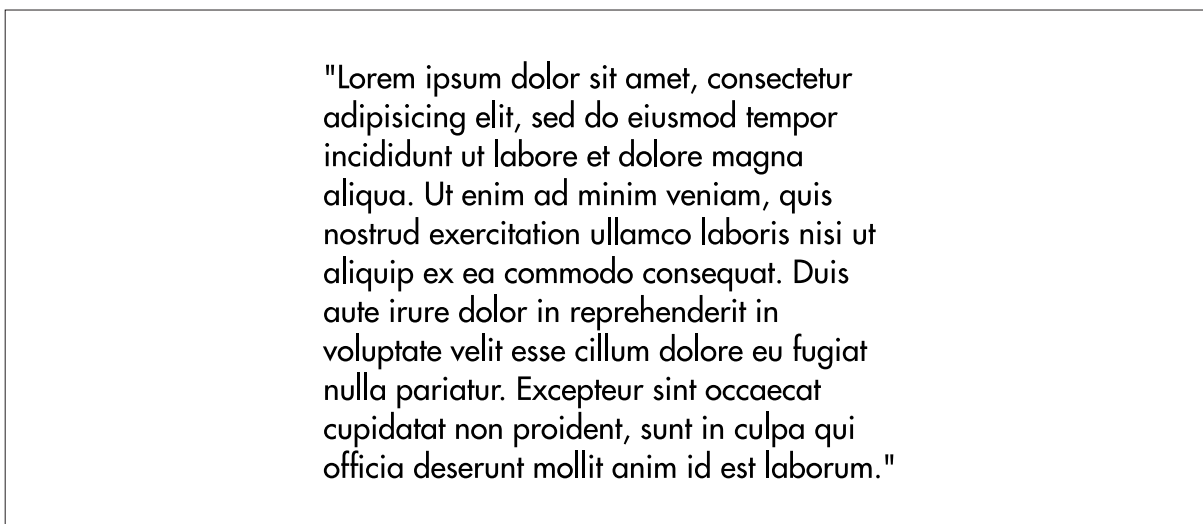 "Lorem ipsum dolor sit amet, consectetur
adipisicing elit, sed do eiusmod tempor
incididunt ut labore et dolore magna
aliqua. Ut enim ad minim veniam, quis
nostrud exercitation ullamco laboris nisi ut
aliquip ex ea commodo consequat. Duis
aute irure dolor in reprehenderit in
voluptate velit esse cillum dolore eu fugiat
nulla pariatur. Excepteur sint occaecat
cupidatat non proident, sunt in culpa qui
officia deserunt mollit anim id est laborum."